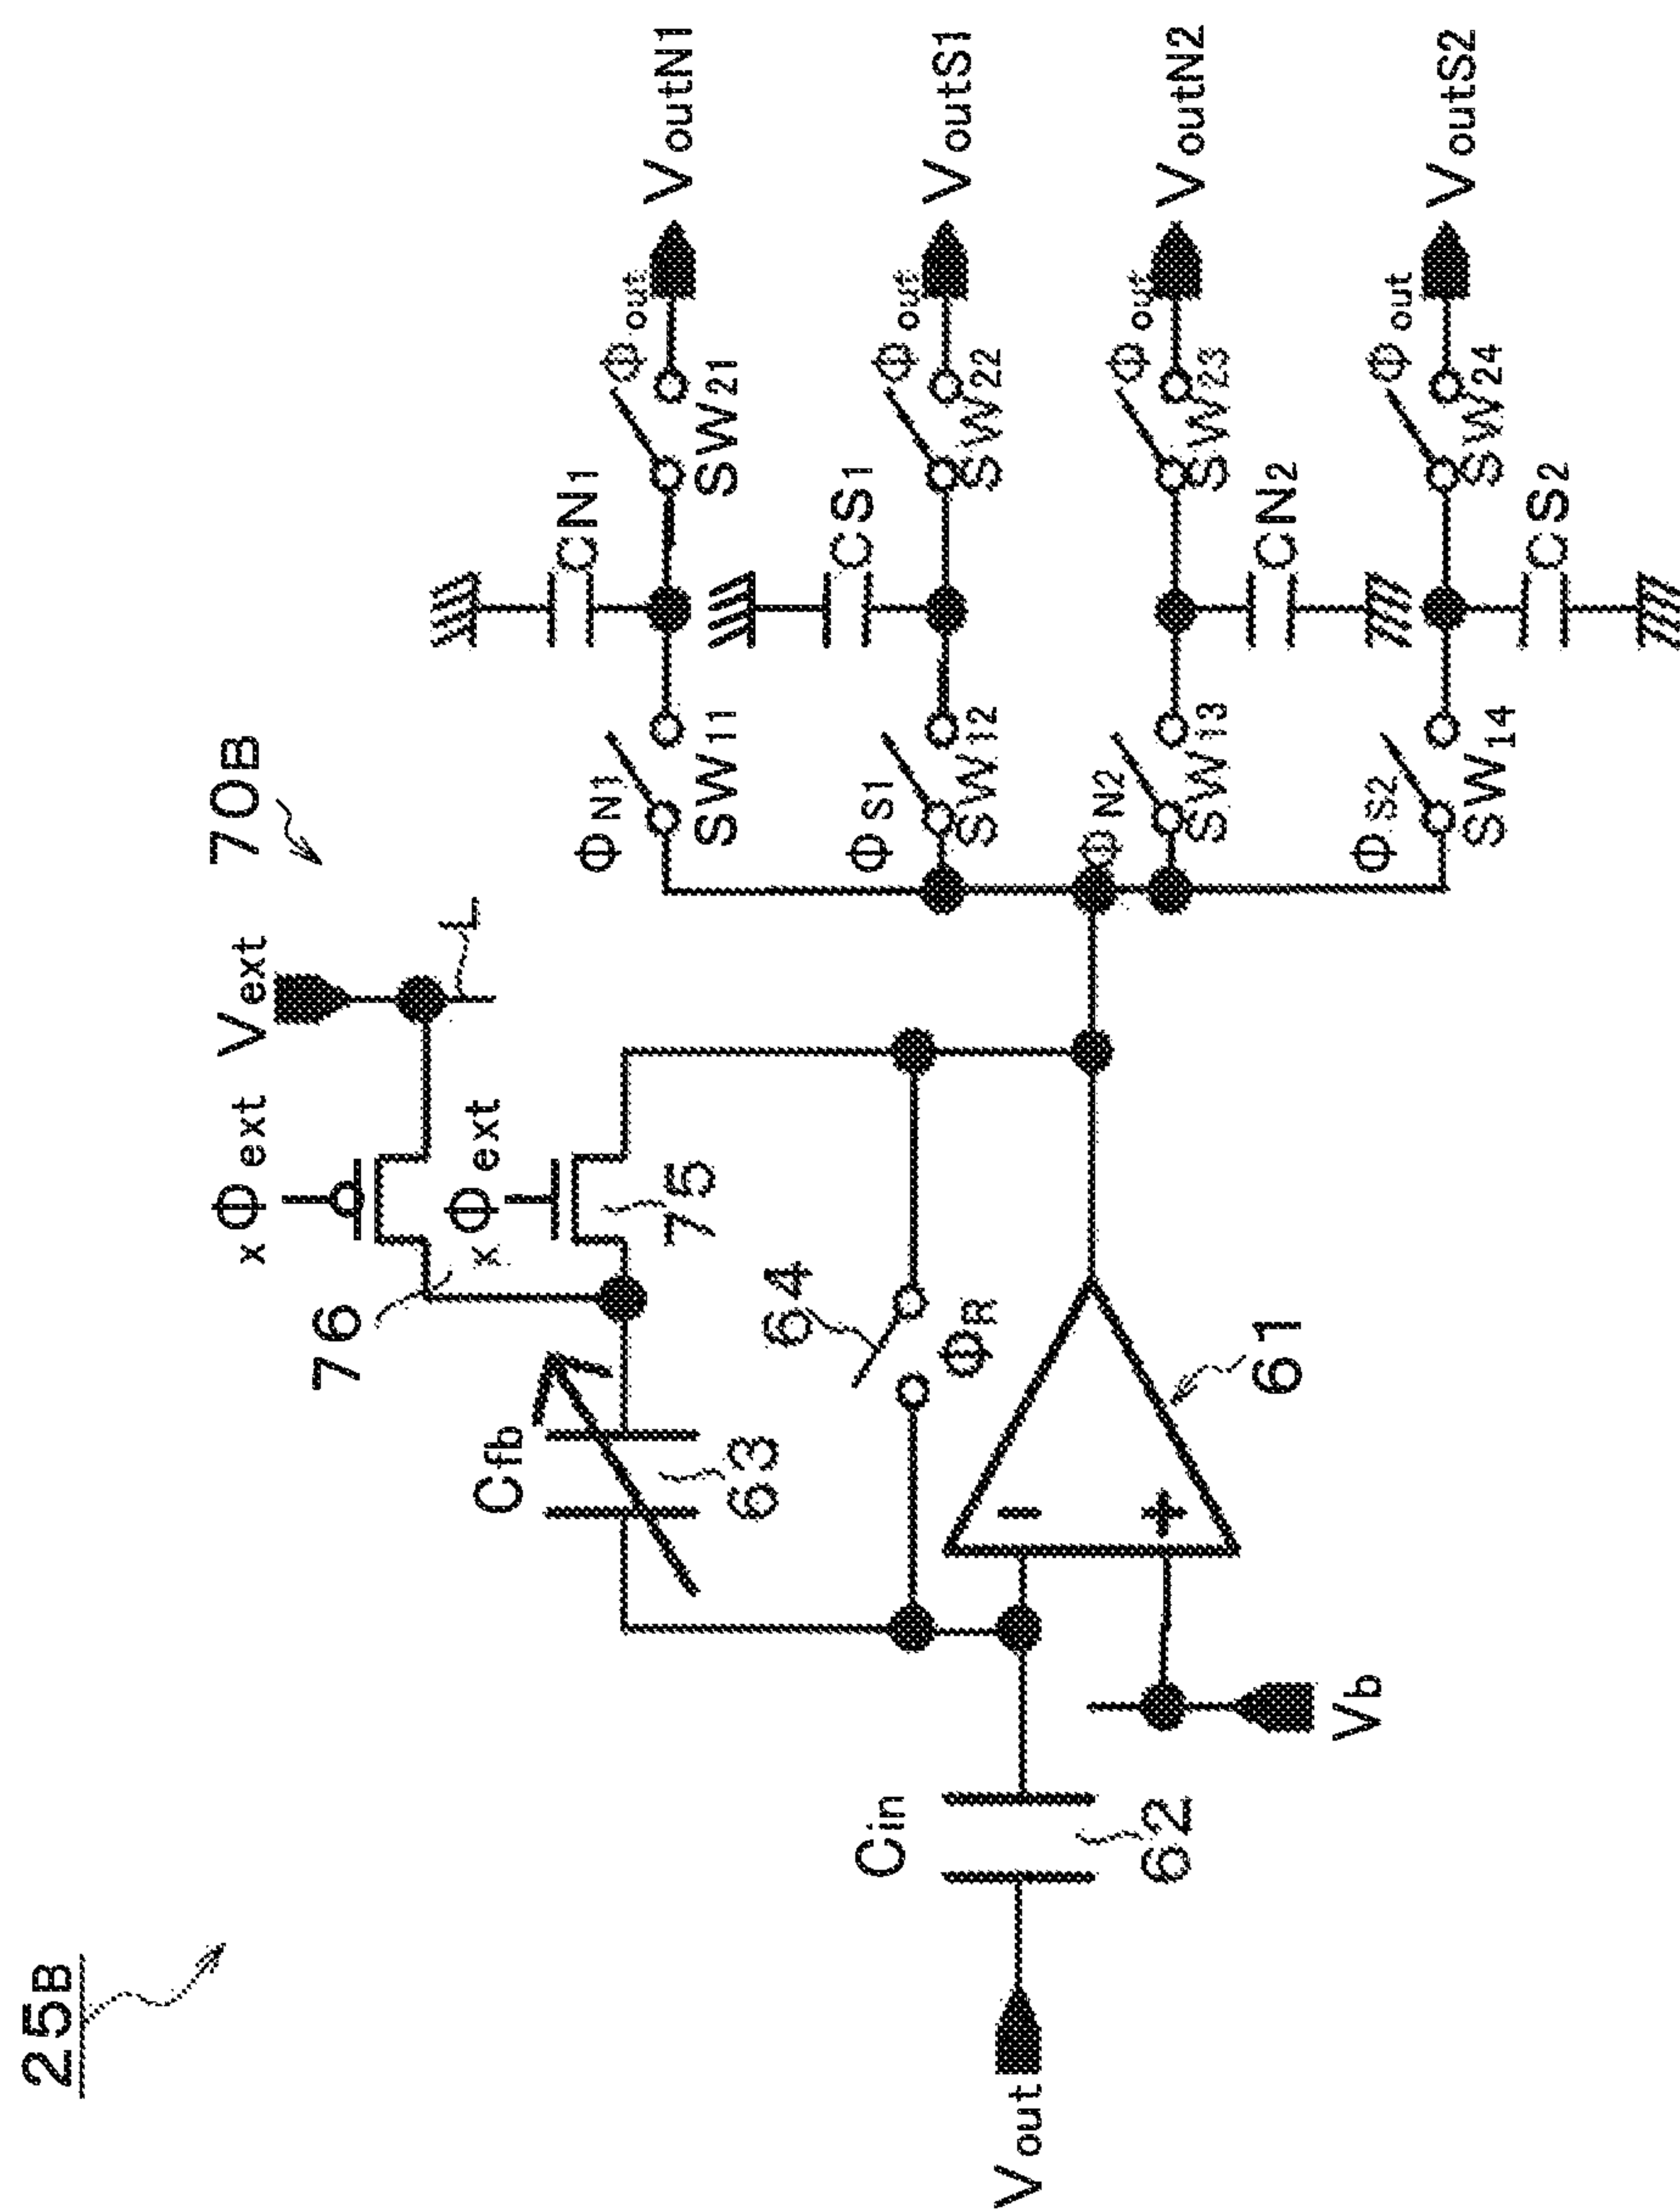 25B
70B
Vext
L
xΦext
76
xΦext
75
Cfb
63
64
ΦR
61
Cin
62
Vout
Vb
ΦN1
SW11
CN1
Φout
SW21
VoutN1
ΦS1
SW12
CS1
Φout
SW22
VoutS1
ΦN2
SW13
CN2
Φout
SW23
VoutN2
ΦS2
SW14
CS2
Φout
SW24
VoutS2